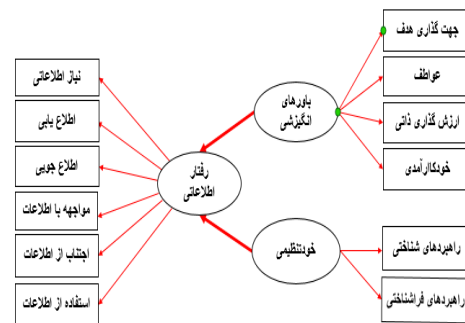 جهت گذاری هدف
عواطف
ارزش گذاری ذاتی
خودکاارآمدی
راهبردهای شناختی
راهبردهای فراشناختی
باورهای
انگیزشی
خودتنظیمی
رفتار
اطلاعاتی
نیاز اطلاعاتی
اطلاع یابی
اطلاع جویی
مواجهه با اطلاعات
اجتناب از اطلاعات
استفاده از اطلاعات